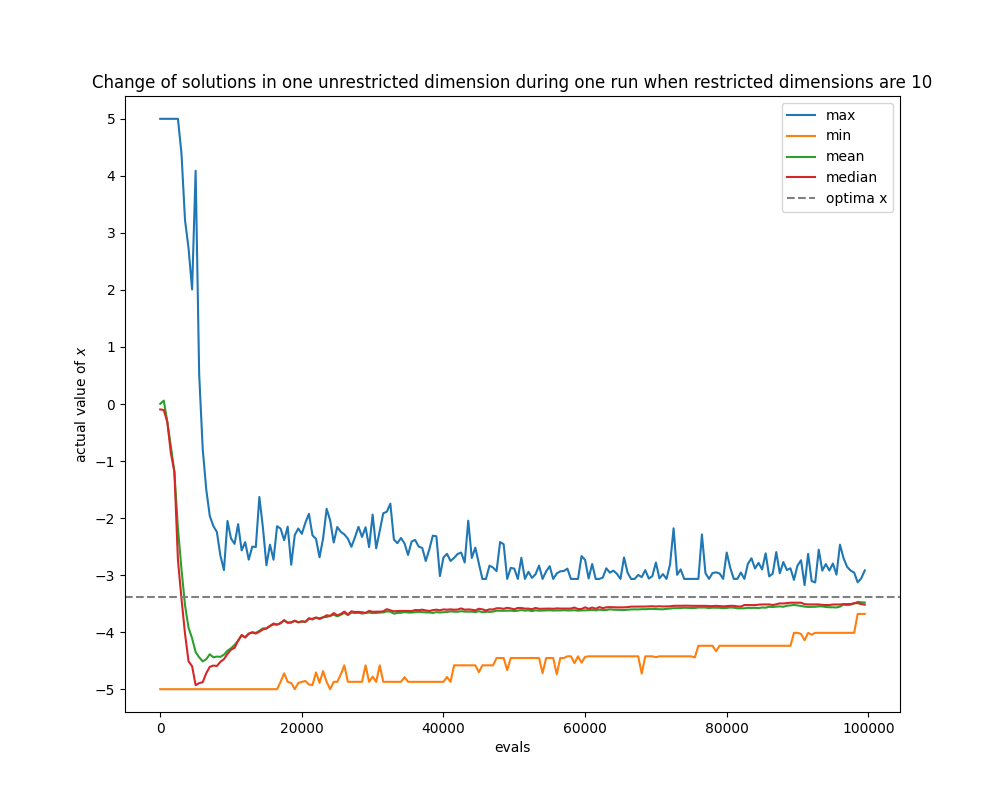 Change of solutions in one unrestricted dimension during one run when restricted dimensions are 10
max
min
mean
median
optima x
actual value of x
5
4
3
2
1
0
−1
−2
−3
−4
−5
0
20000
40000
60000
80000
100000
evals